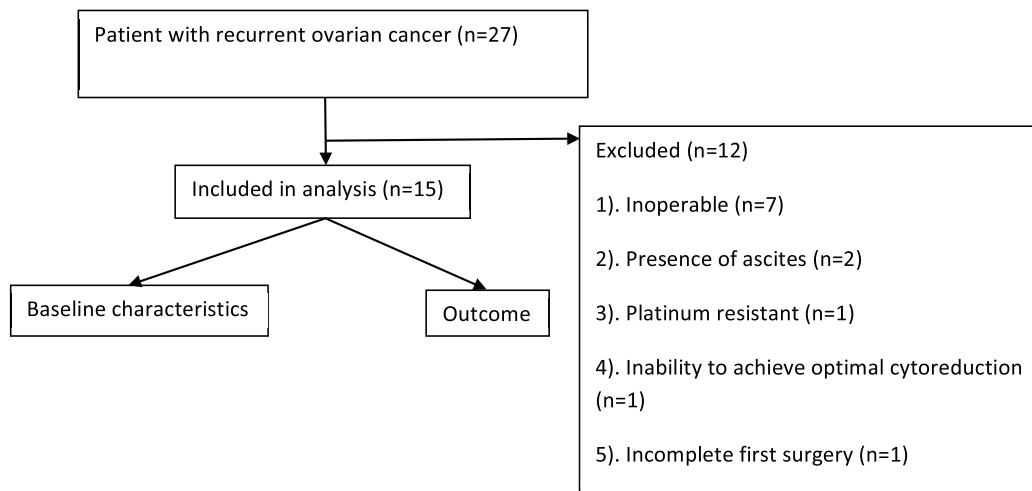 Patient with recurrent ovarian cancer (n=27)
Excluded (n=12)
1). Inoperable (n=7)
2). Presence of ascites (n=2)
3). Platinum resistant (n=1)
4). Inability to achieve optimal cytoreduction
(n=1)
5). Incomplete first surgery (n=1)
Included in analysis (n=15)
Baseline characteristics
Outcome